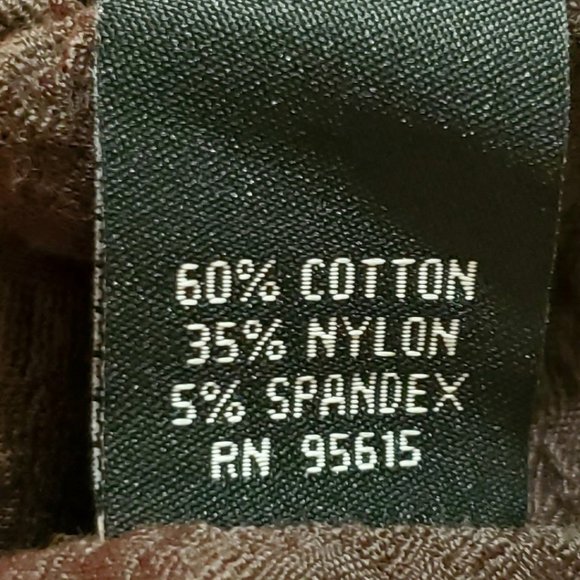 60% COTTON
35% NYLON
5% SPANDEX
RN 95615